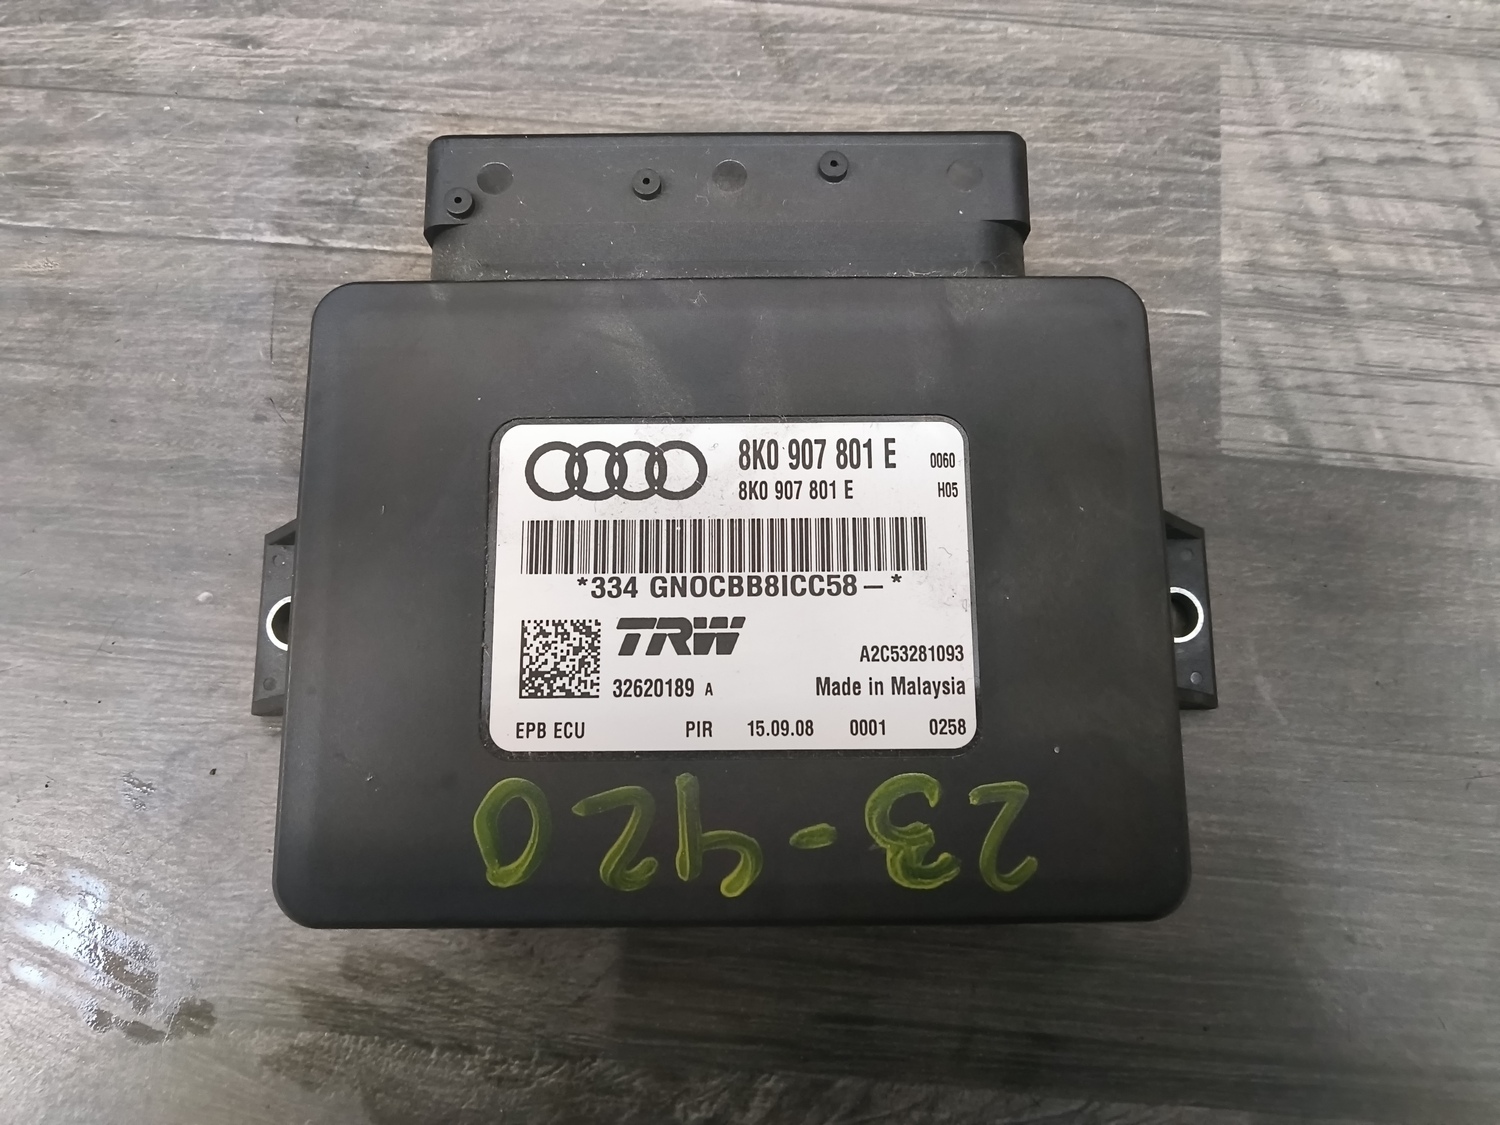 8K0 907 801 E 0060
8K0 907 801 E H05
*334 GNOCBB8ICC58-*
TRW
A2C53281093
32620189 A Made in Malaysia
EPB ECU PIR 15.09.08 0001 0258
23-420